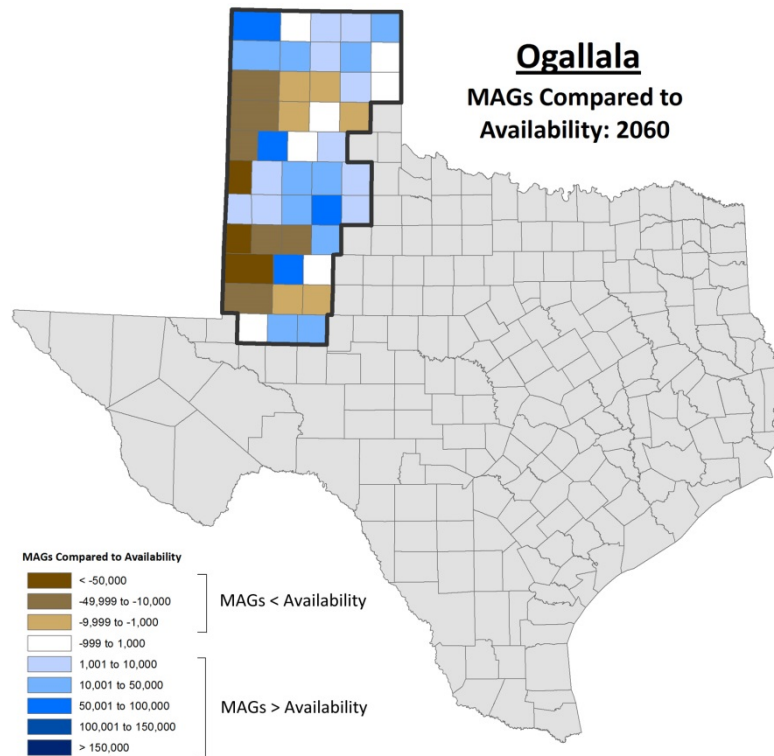 Ogallala
MAGs Compared to
Availability: 2060
MAGs Compared to Availability
< -50,000
-49,999 to -10,000
-9,999 to -1,000
-999 to 1,000
1,001 to 10,000
10,001 to 50,000
50,001 to 100,000
100,001 to 150,000
> 150,000
MAGs < Availability
MAGs > Availability